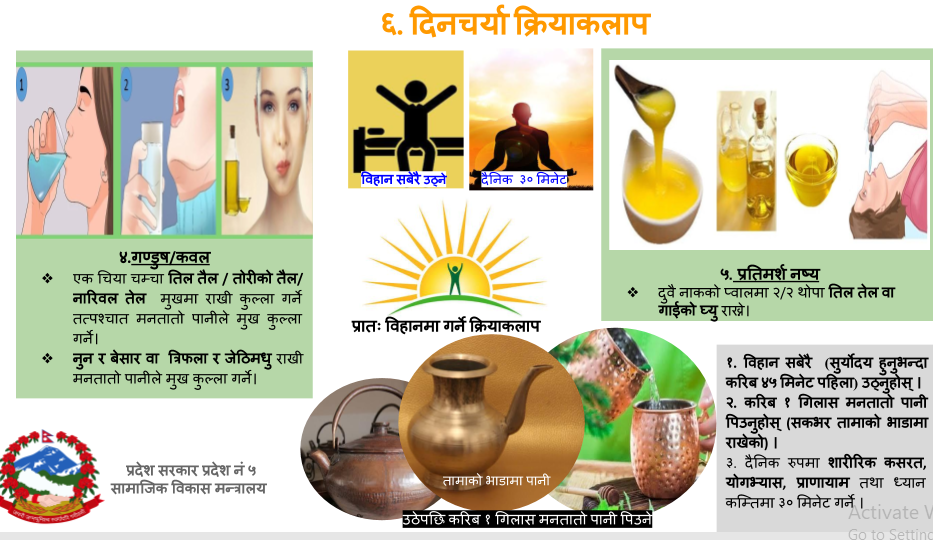 ६. दिनचर्या क्रियाकलाप
1
2
3
४.गण्डुष/कवल
❖ एक चिया चम्चा तिल तैल / तोरीको तैल/
नारिवल तेल मुखमा राखी कुल्ला गर्ने
तत्पश्चात मनतातो पानीले मुख कुल्ला
गर्ने।
❖ नुन र बेसार वा त्रिफला र जेठिमधु राखी
मनतातो पानीले मुख कुल्ला गर्ने।
प्रदेश सरकार प्रदेश नं ५
सामाजिक विकास मन्त्रालय
विहान सबेरै उठ्ने
दैनिक ३० मिनेट
प्रातः विहानमा गर्ने क्रियाकलाप
तामाको भाडामा पानी
उठेपछि करिब १ गिलास मनतातो पानी पिउने
५. प्रतिमर्श नष्य
❖ दुवै नाकको प्वालमा २/२ थोपा तिल तेल वा
गाईको घ्यु राख्ने।
१. विहान सबेरै (सुर्योदय हुनुभन्दा
करिब ४५ मिनेट पहिला) उठ्नुहोस् ।
२. करिब १ गिलास मनतातो पानी
पिउनुहोस् (सकभर तामाको भाडामा
राखेको) ।
३. दैनिक रुपमा शारीरिक कसरत,
योगभ्यास, प्राणायाम तथा ध्यान
कम्तिमा ३० मिनेट गर्ने ।
Activate
Go to Setting